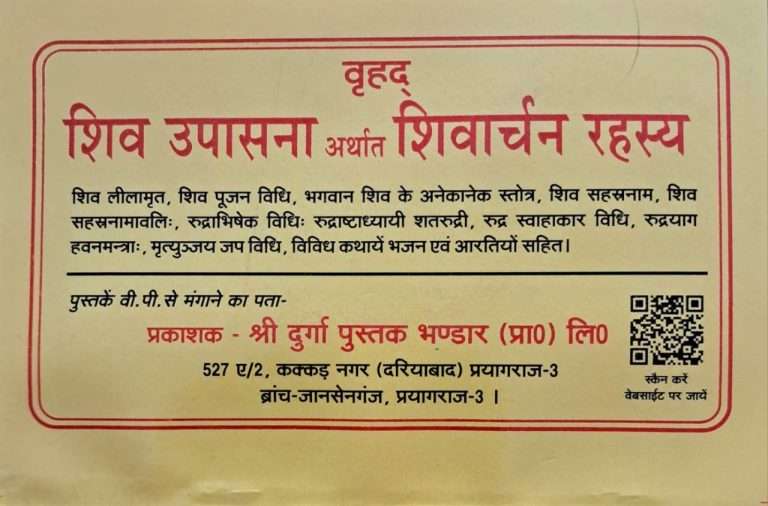 वृहद्
शिव उपासना अर्थात शिवार्चन रहस्य
शिव लीलामृत, शिव पूजन विधि, भगवान शिव के अनेकानेक स्तोत्र, शिव सहस्रनाम, शिव
सहस्रनामावलिः, रुद्राभिषेक विधिः रुद्राष्टाध्यायी शतरुद्री, रुद्र स्वाहाकार विधि, रुद्रयाग
हवनमन्त्राः, मृत्युञ्जय जप विधि, विविध कथायें भजन एवं आरतियों सहित।
पुस्तकें वी.पी.से मंगाने का पता-
प्रकाशक - श्री दुर्गा पुस्तक भण्डार (प्रा0) लि0
527 ए/2, कक्कड़ नगर (दरियाबाद) प्रयागराज-3
ब्रांच-जानसेनगंज, प्रयागराज-3 ।
स्कैन करें
वेबसाईट पर जायें